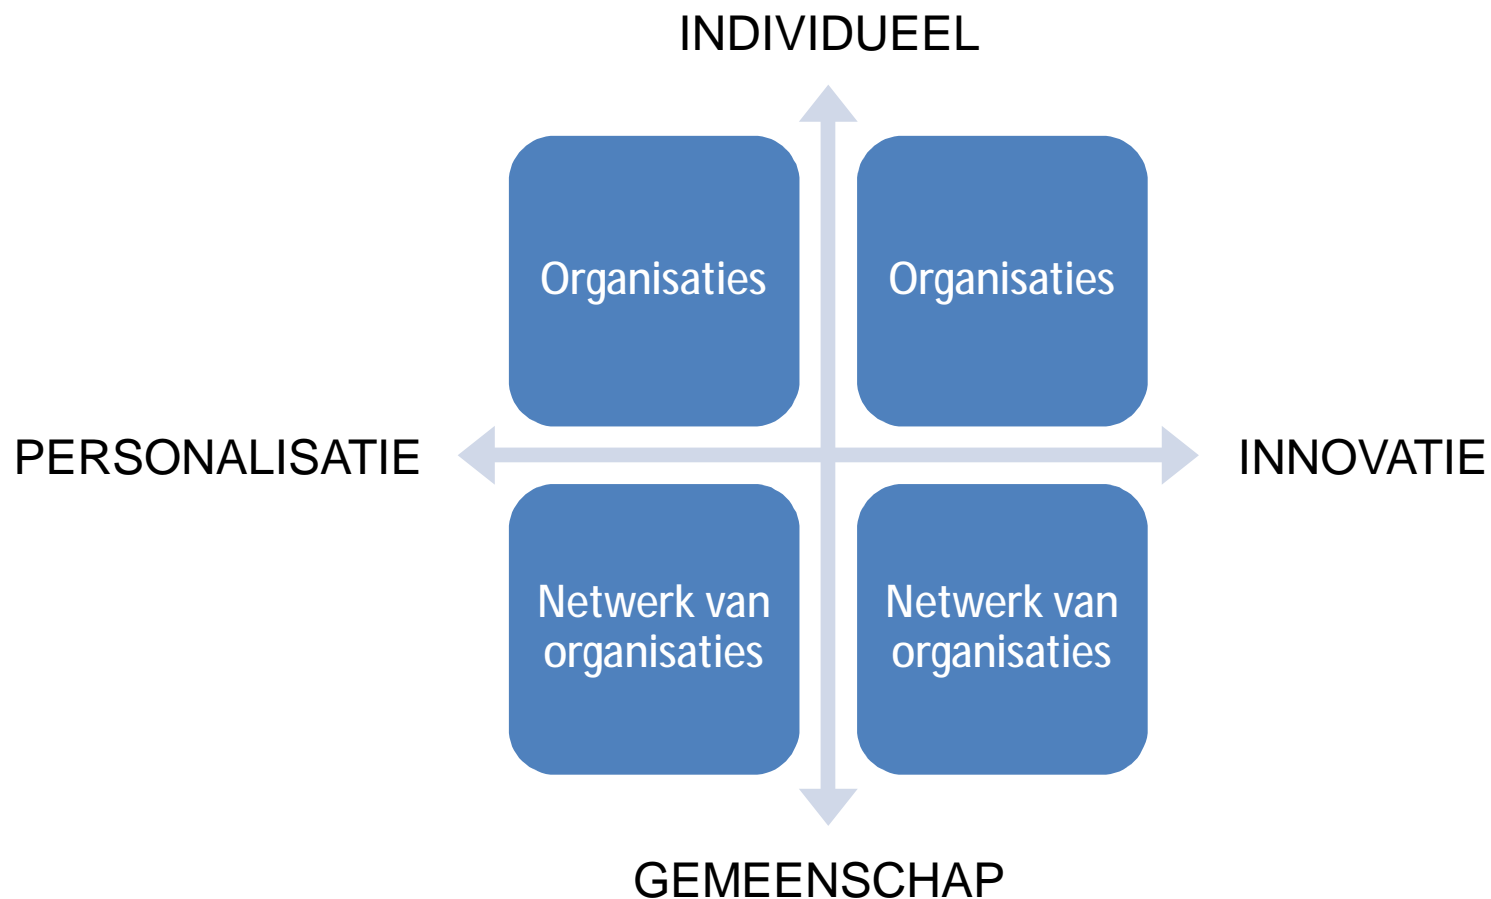 INDIVIDUEEL
Organisaties
Organisaties
PERSONALISATIE
INNOVATIE
Netwerk van
organisaties
Netwerk van
organisaties
GEMEENSCHAP